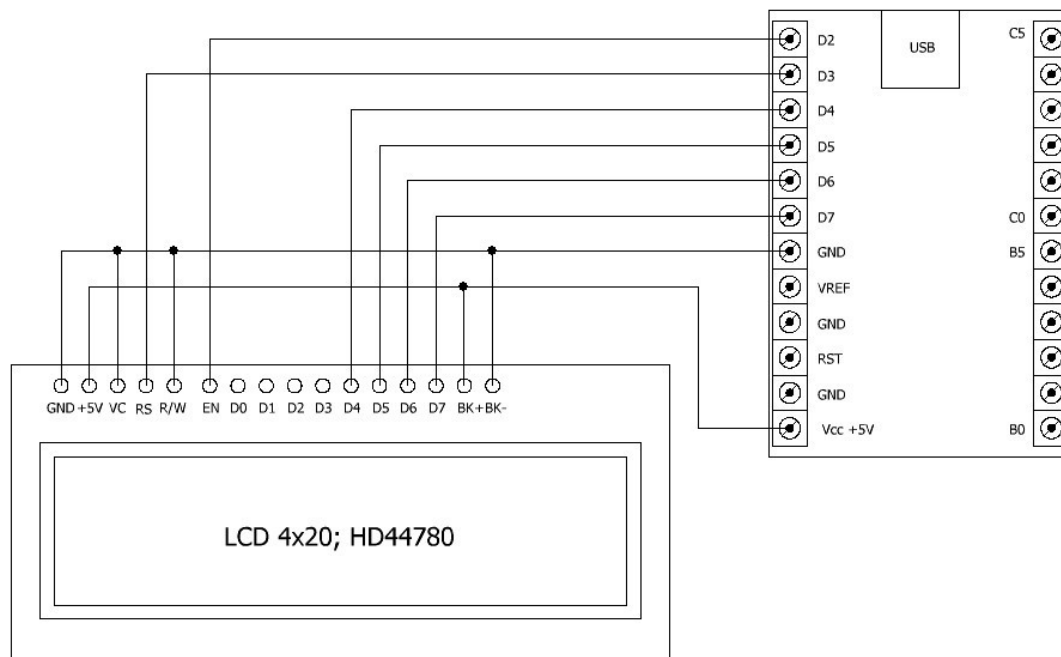 D2
USB
C5
D3
D4
D5
D6
D7
C0
GND
B5
VREF
GND
RST
GND
Vcc +5V
B0
GND +5V VC RS R/W EN D0 D1 D2 D3 D4 D5 D6 D7 BK+ BK-
LCD 4x20; HD44780